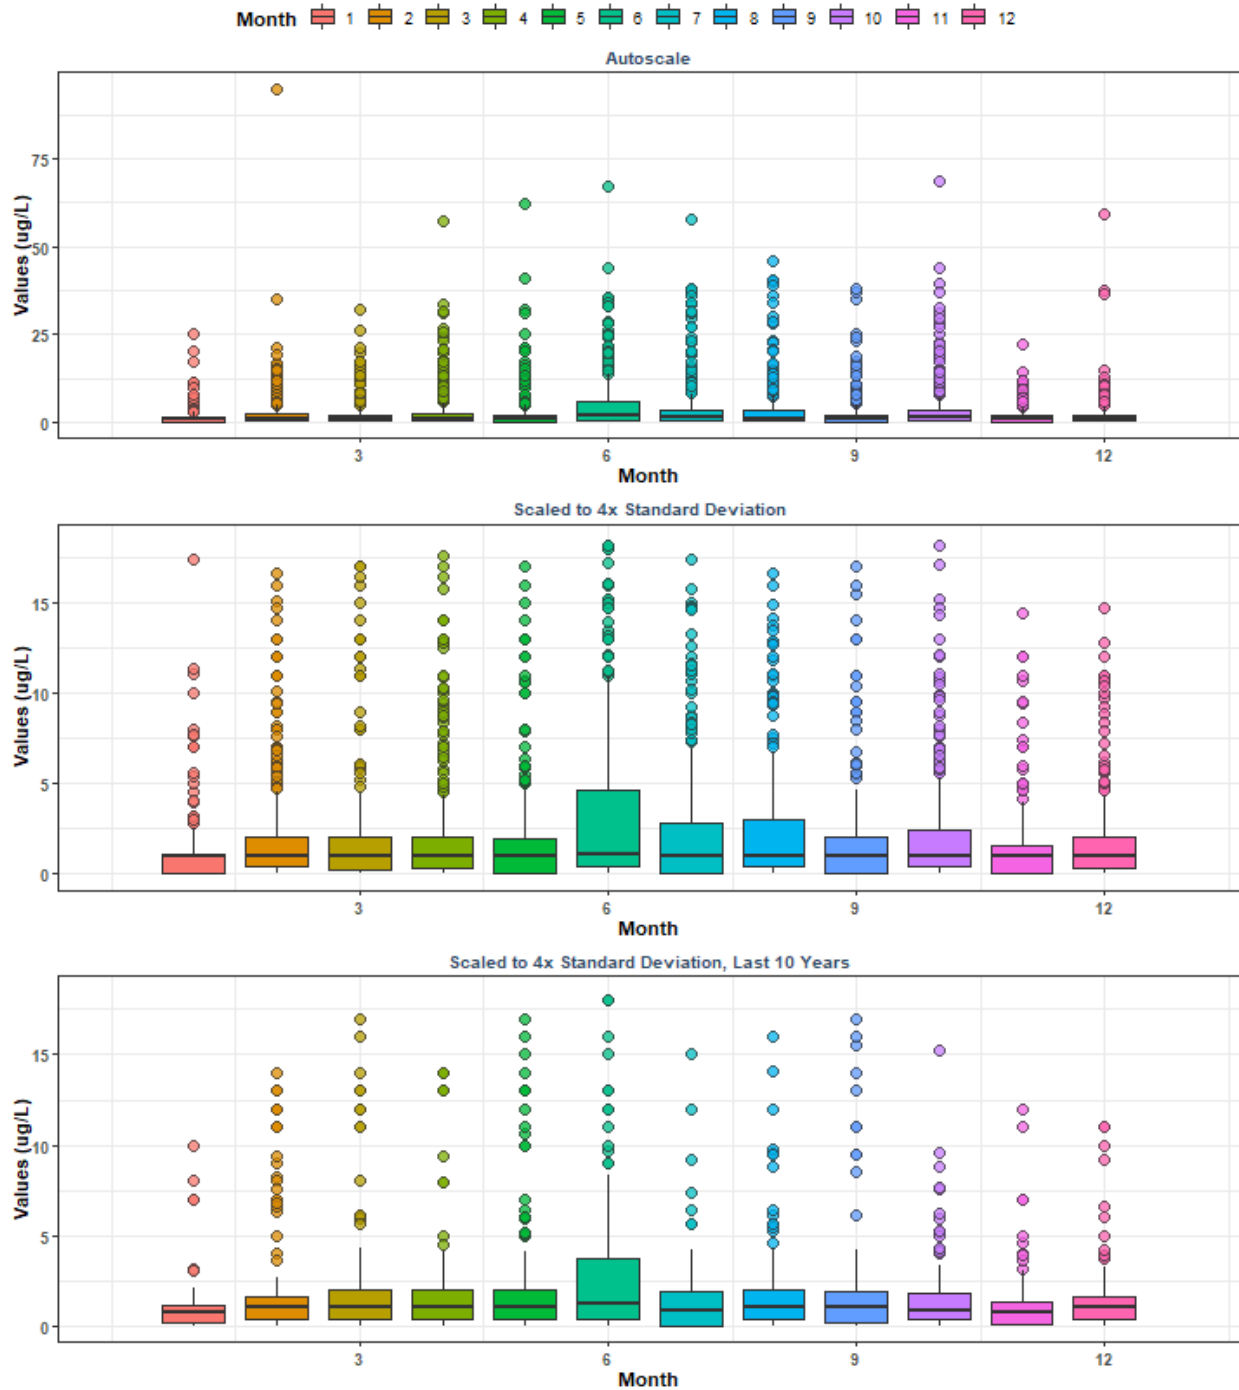 Month 1 2 3 4 5 6 7 8 9 10 11 12
Autoscale
Values (ug/L)
75
50
25
0
3 6 9 12
Month
Scaled to 4x Standard Deviation
Values (ug/L)
15
10
5
0
3 6 9 12
Month
Scaled to 4x Standard Deviation, Last 10 Years
Values (ug/L)
15
10
5
0
3 6 9 12
Month